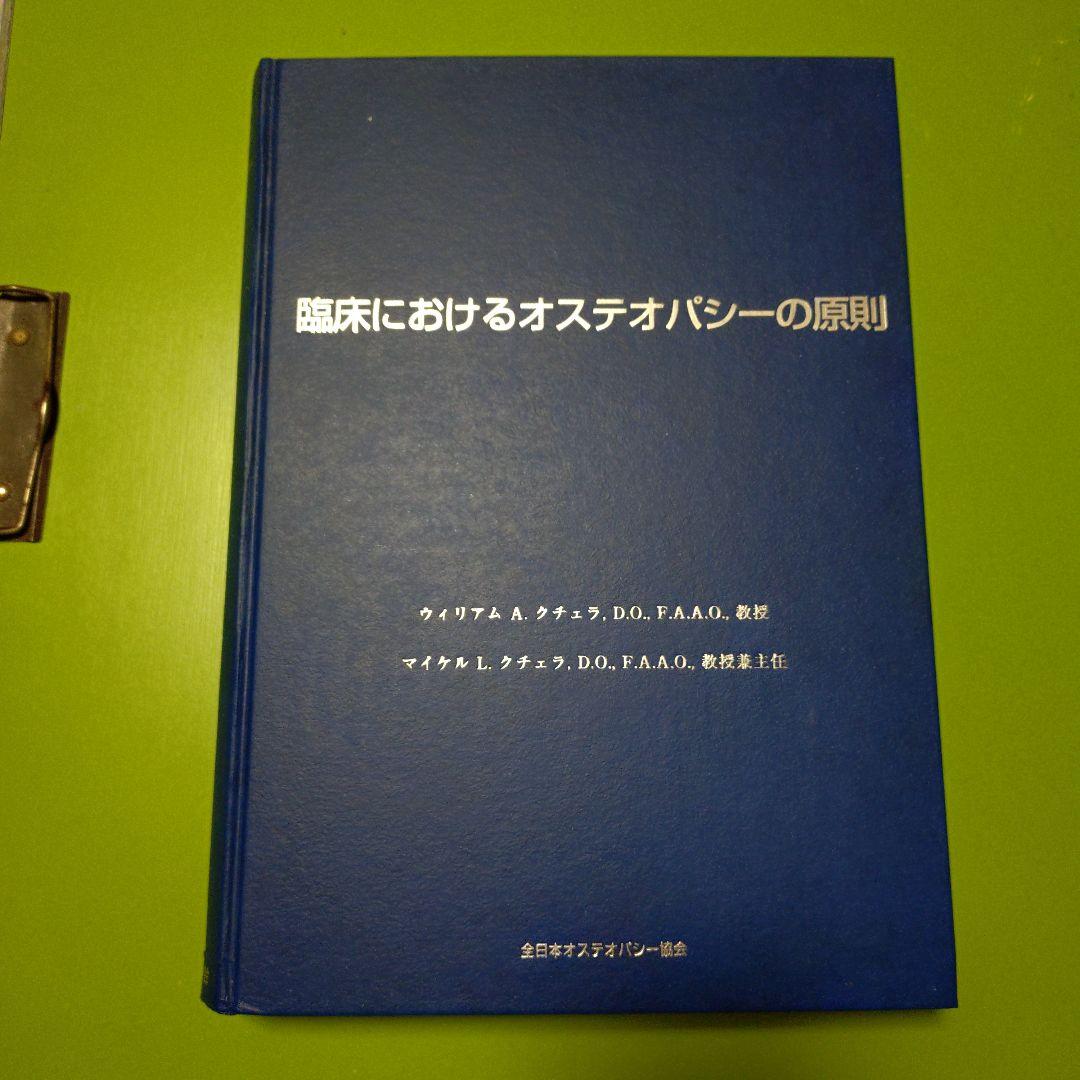 臨床におけるオステオパシーの原則
ウィリアム A. クチェラ, D.O., F.A.A.O., 教授
マイケル L. クチェラ, D.O., F.A.A.O., 教授兼主任
全日本オステオパシー協会